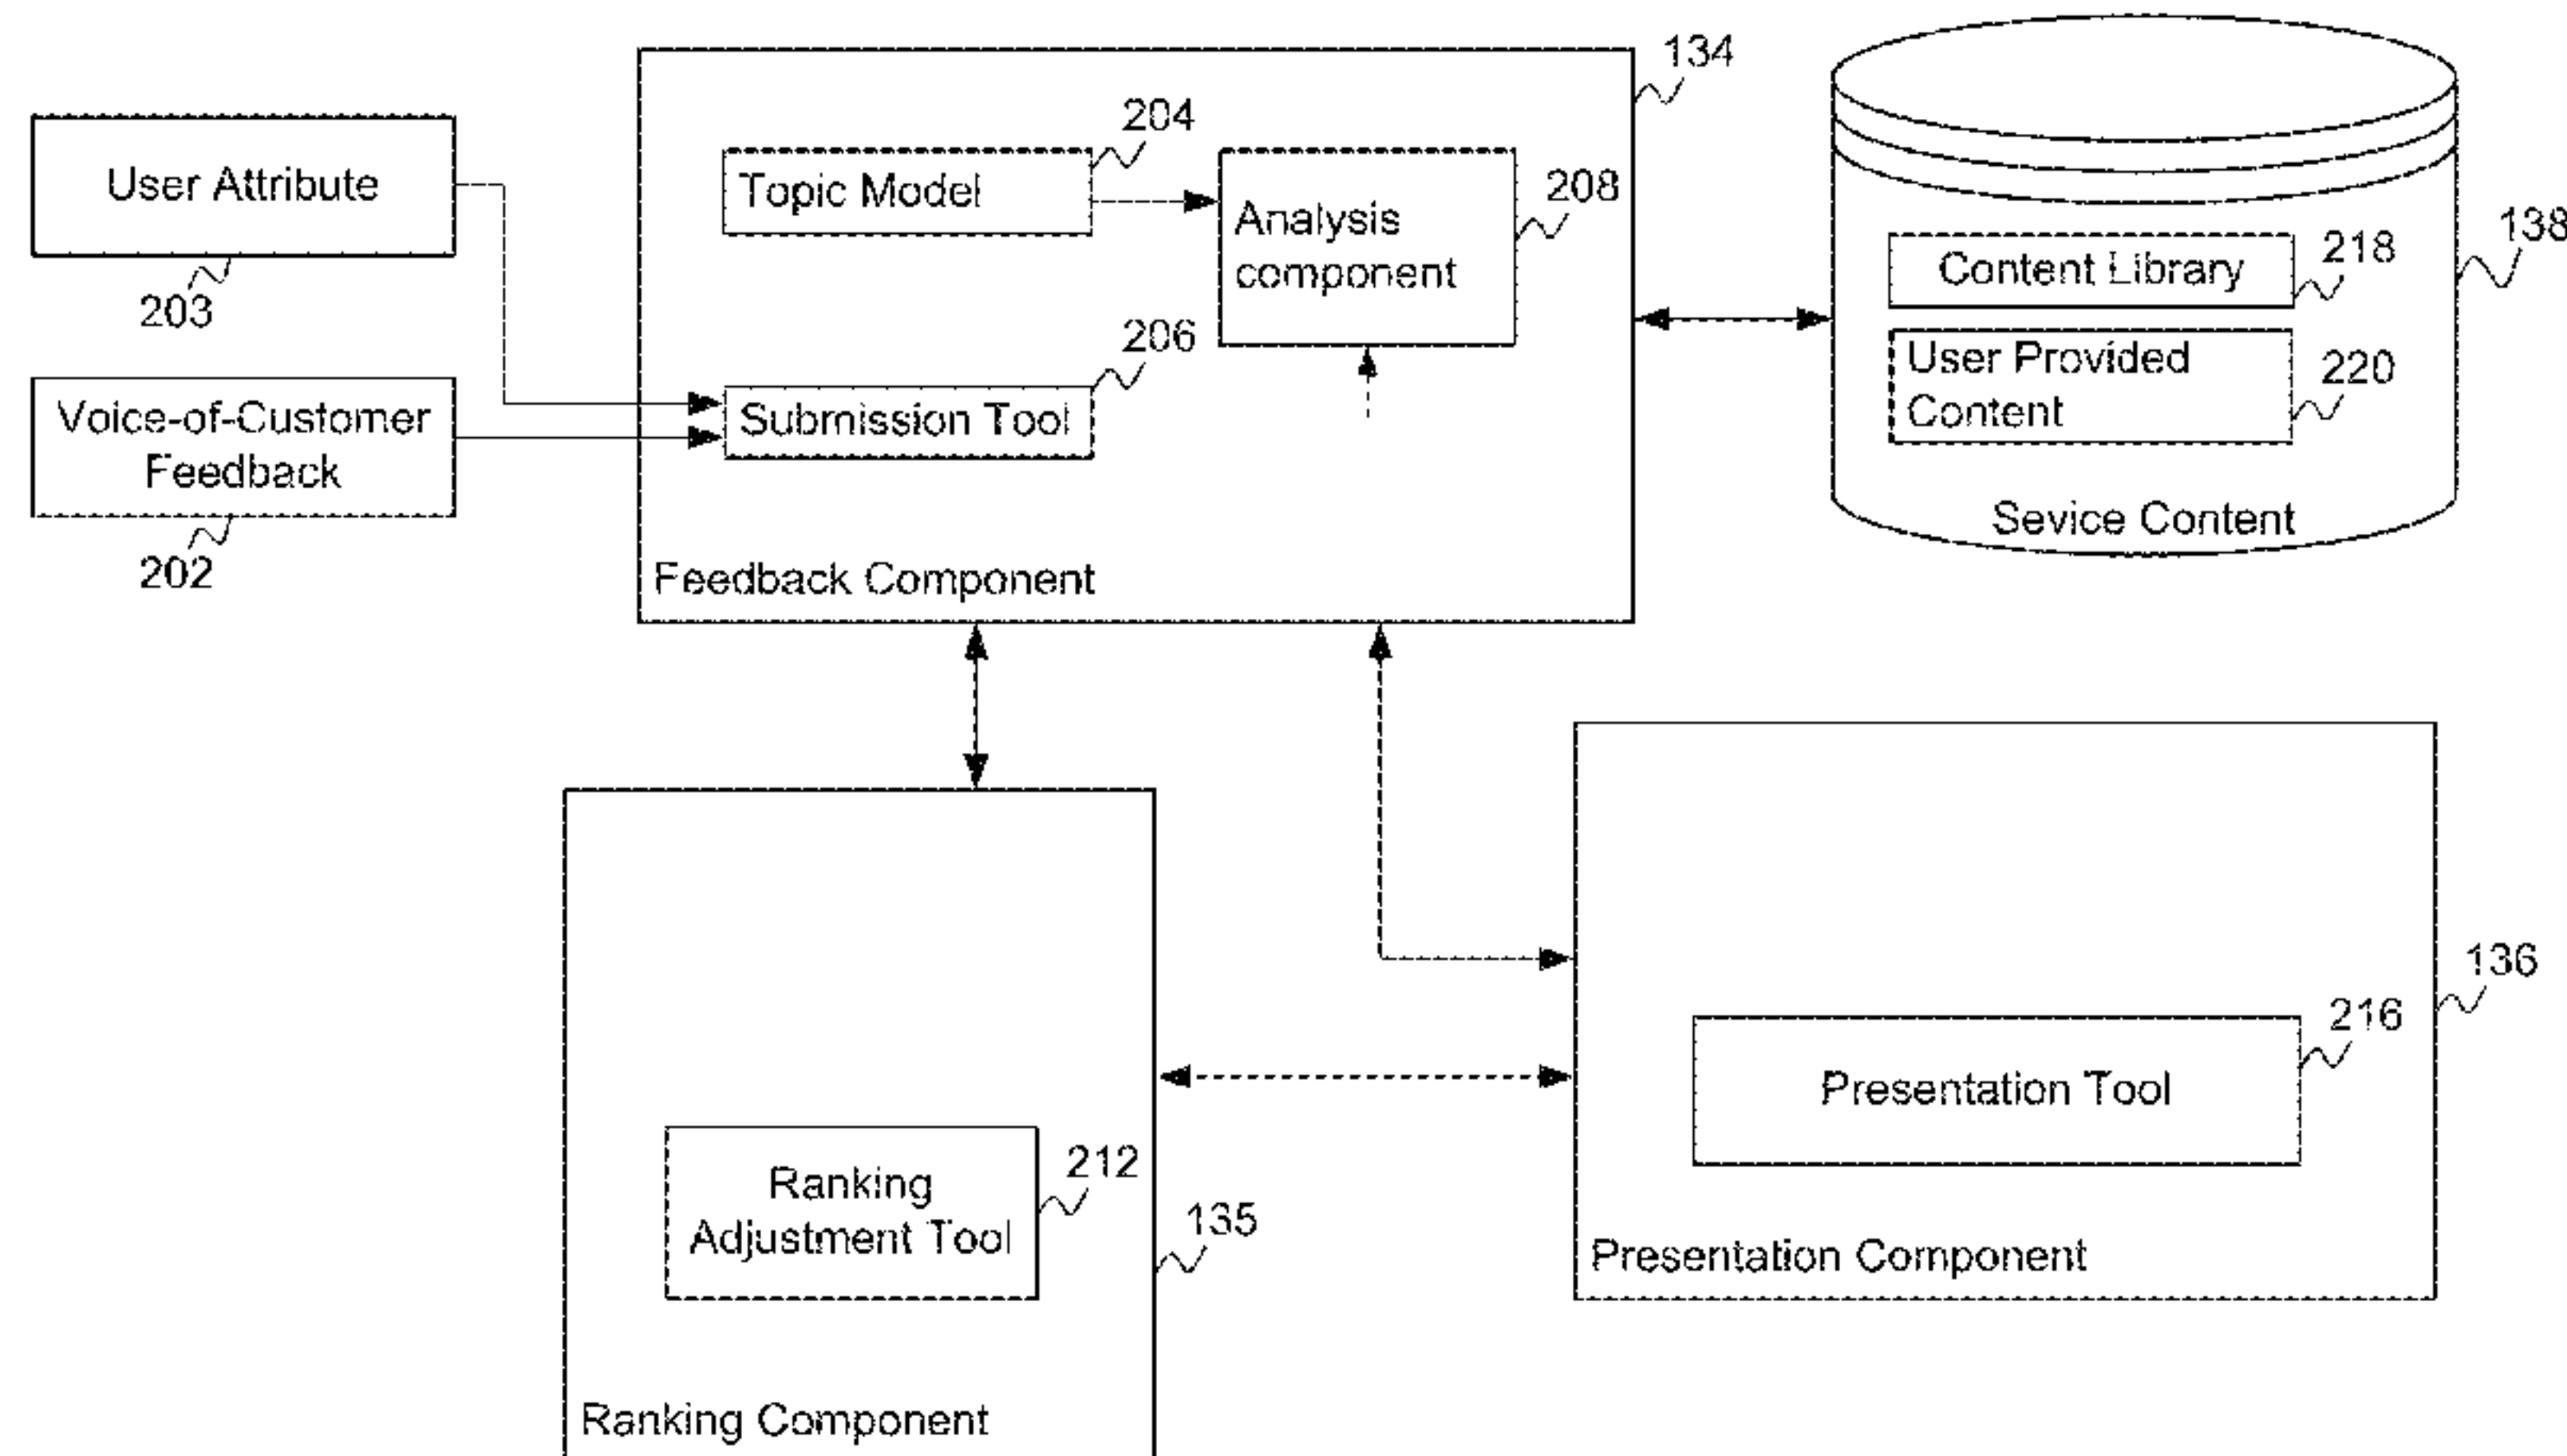 134
User Attribute
203
Voice-of-Customer
Feedback
202
204
Topic Model
Analysis
component
208
206
Submission Tool
Feedback Component
138
Content Library
218
User Provided
Content
220
Sevice Content
136
216
Presentation Tool
Presentation Component
Ranking
Adjustment Tool
212
135
Ranking Component